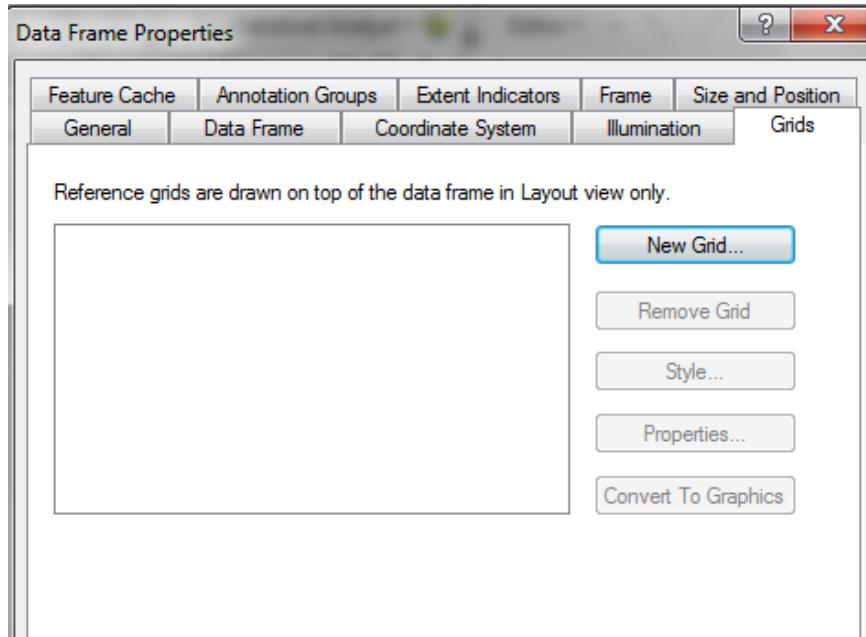 Data Frame Properties
Feature Cache Annotation Groups Extent Indicators Frame Size and Position
General Data Frame Coordinate System Illumination Grids
Reference grids are drawn on top of the data frame in Layout view only.
New Grid...
Remove Grid
Style...
Properties...
Convert To Graphics